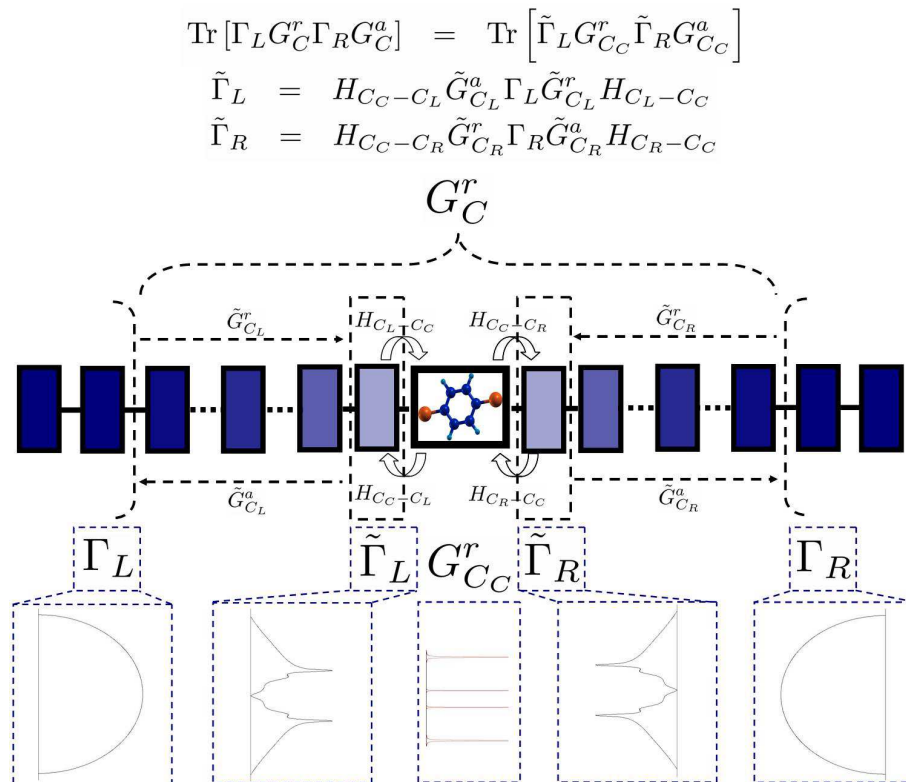 Tr [Γ_L G^r_C Γ_R G^a_C] = Tr [Γ̃_L G^r_{C_C} Γ̃_R G^a_{C_C}]
Γ̃_L = H_{C_C−C_L} G̃^a_{C_L} Γ_L G̃^r_{C_L} H_{C_L−C_C}
Γ̃_R = H_{C_C−C_R} G̃^r_{C_R} Γ_R G̃^a_{C_R} H_{C_R−C_C}
G^r_C
G̃^r_{C_L} H_{C_L−C_C} H_{C_C−C_R} G̃^r_{C_R}
G̃^a_{C_L} H_{C_C−C_L} H_{C_R−C_C} G̃^a_{C_R}
Γ_L Γ̃_L G^r_{C_C} Γ̃_R Γ_R